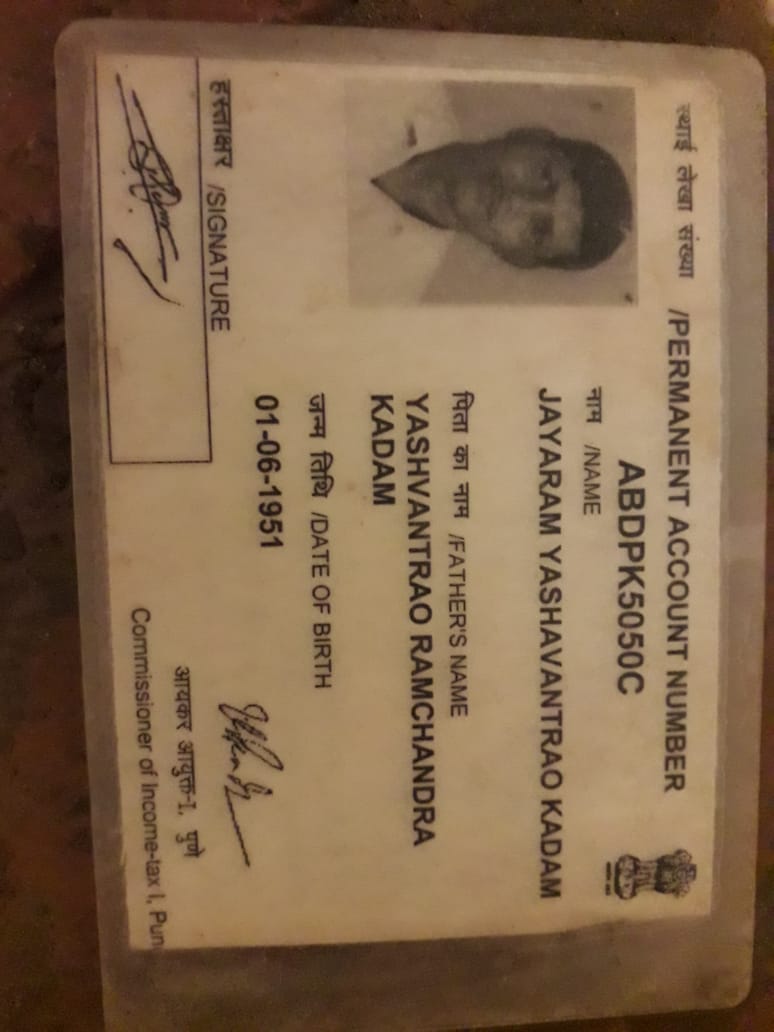 स्थाई लेखा संख्या /PERMANENT ACCOUNT NUMBER
ABDPK5050C
नाम /NAME
JAYARAM YASHAVANTRAO KADAM
पिता का नाम /FATHER'S NAME
YASHVANTRAO RAMCHANDRA
KADAM
जन्म तिथि /DATE OF BIRTH
01-06-1951
हस्ताक्षर /SIGNATURE
आयकर आयुक्त-I, पुणे
Commissioner of Income-tax I, Pun